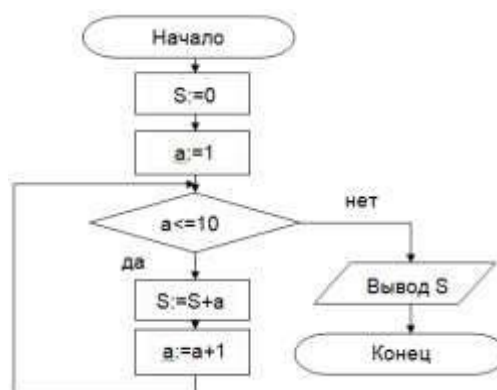 Начало
S:=0
a:=1
a<=10
нет
да
S:=S+a
Вывод S
a:=a+1
Конец